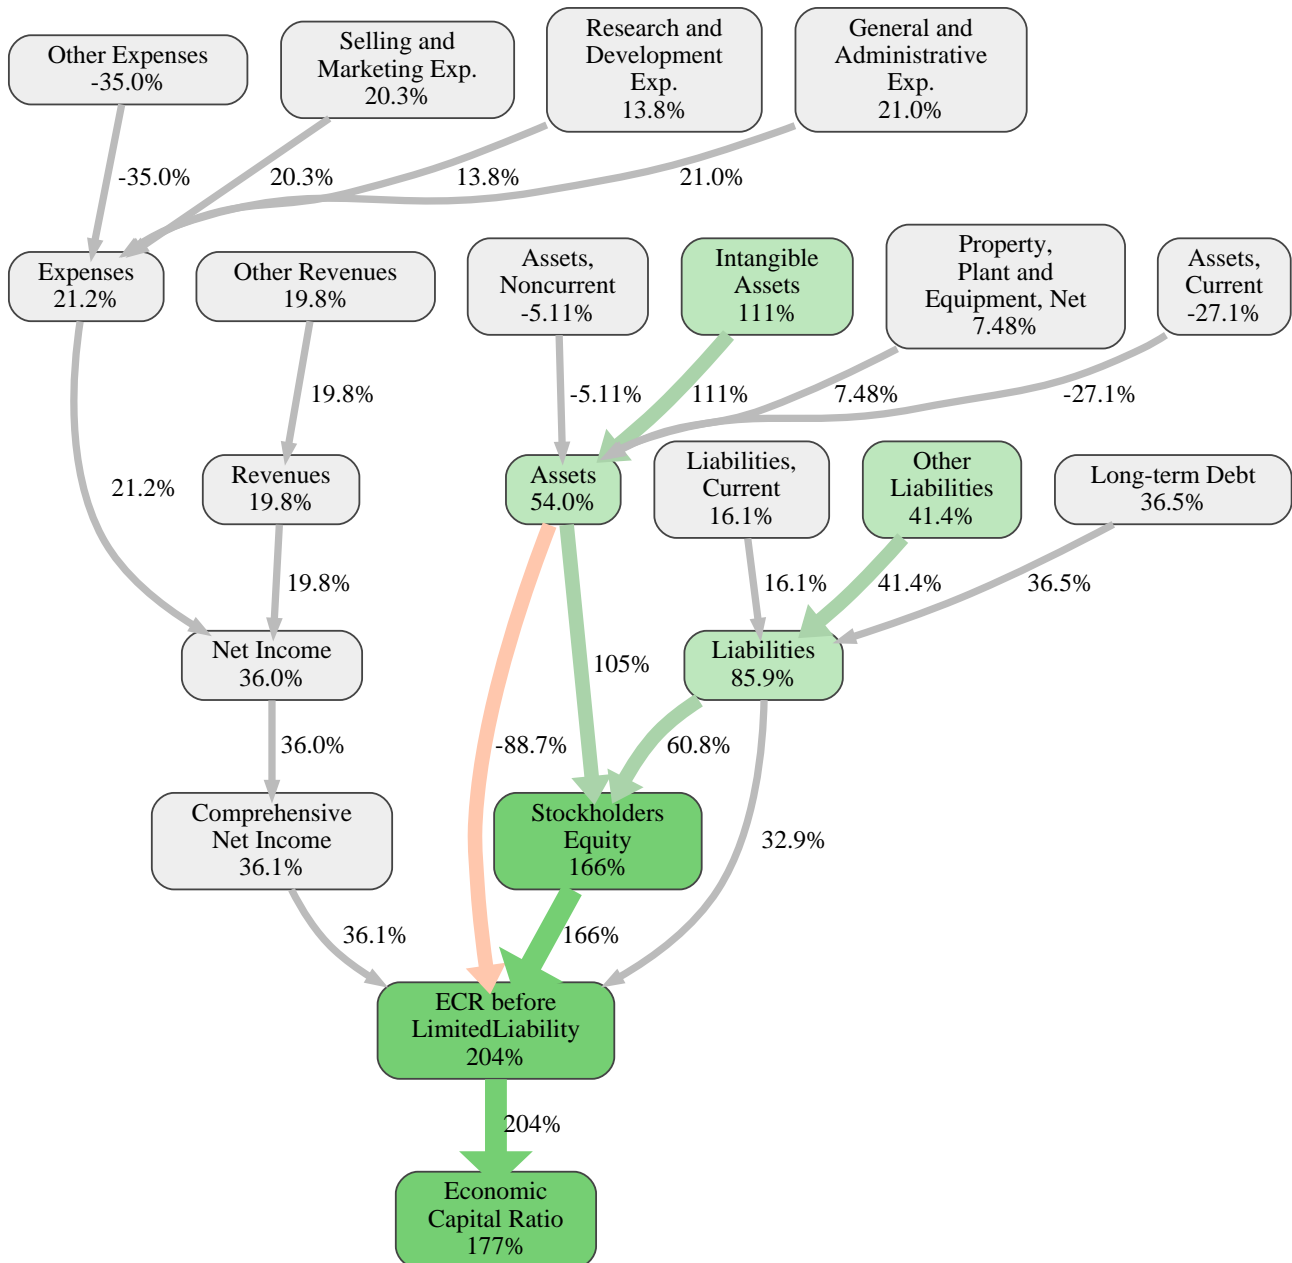 Other Expenses
-35.0%
Selling and
Marketing Exp.
20.3%
Research and
Development
Exp.
13.8%
General and
Administrative
Exp.
21.0%
-35.0%
20.3%
13.8%
21.0%
Expenses
21.2%
Other Revenues
19.8%
Assets,
Noncurrent
-5.11%
Intangible
Assets
111%
Property,
Plant and
Equipment, Net
7.48%
Assets,
Current
-27.1%
19.8%
-5.11%
111%
7.48%
-27.1%
21.2%
Revenues
19.8%
Assets
54.0%
Liabilities,
Current
16.1%
Other
Liabilities
41.4%
Long-term Debt
36.5%
19.8%
16.1%
41.4%
36.5%
Net Income
36.0%
105%
Liabilities
85.9%
36.0%
-88.7%
60.8%
Comprehensive
Net Income
36.1%
Stockholders
Equity
166%
32.9%
36.1%
166%
ECR before
LimitedLiability
204%
204%
Economic
Capital Ratio
177%